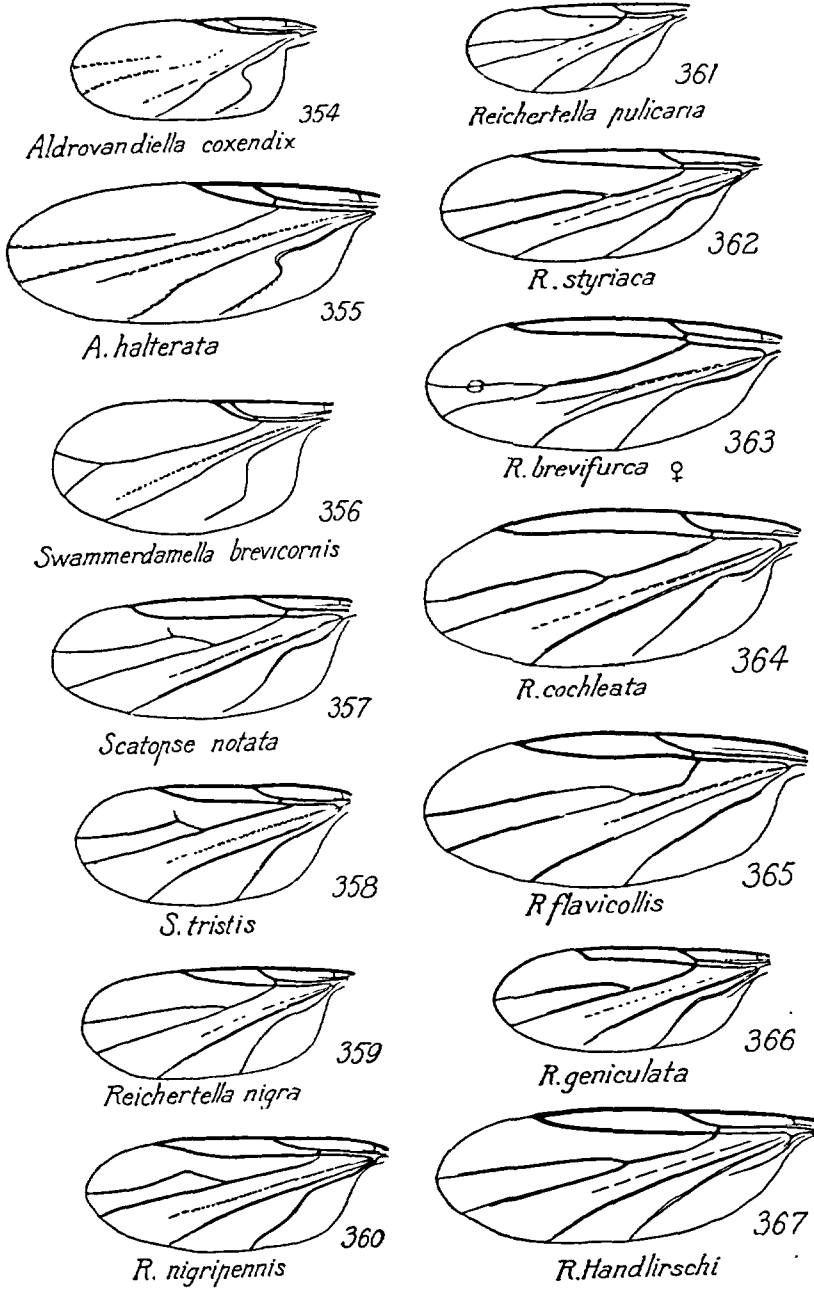 354
Aldrovandiella coxendix
355
A. halterata
356
Swammerdamella brevicornis
357
Scatopse notata
358
S. tristis
359
Reichertella nigra
360
R. nigripennis
361
Reichertella pulicaria
362
R. styriaca
363
R. brevifurca ♀
364
R. cochleata
365
R flavicollis
366
R. geniculata
367
R. Handlirschi